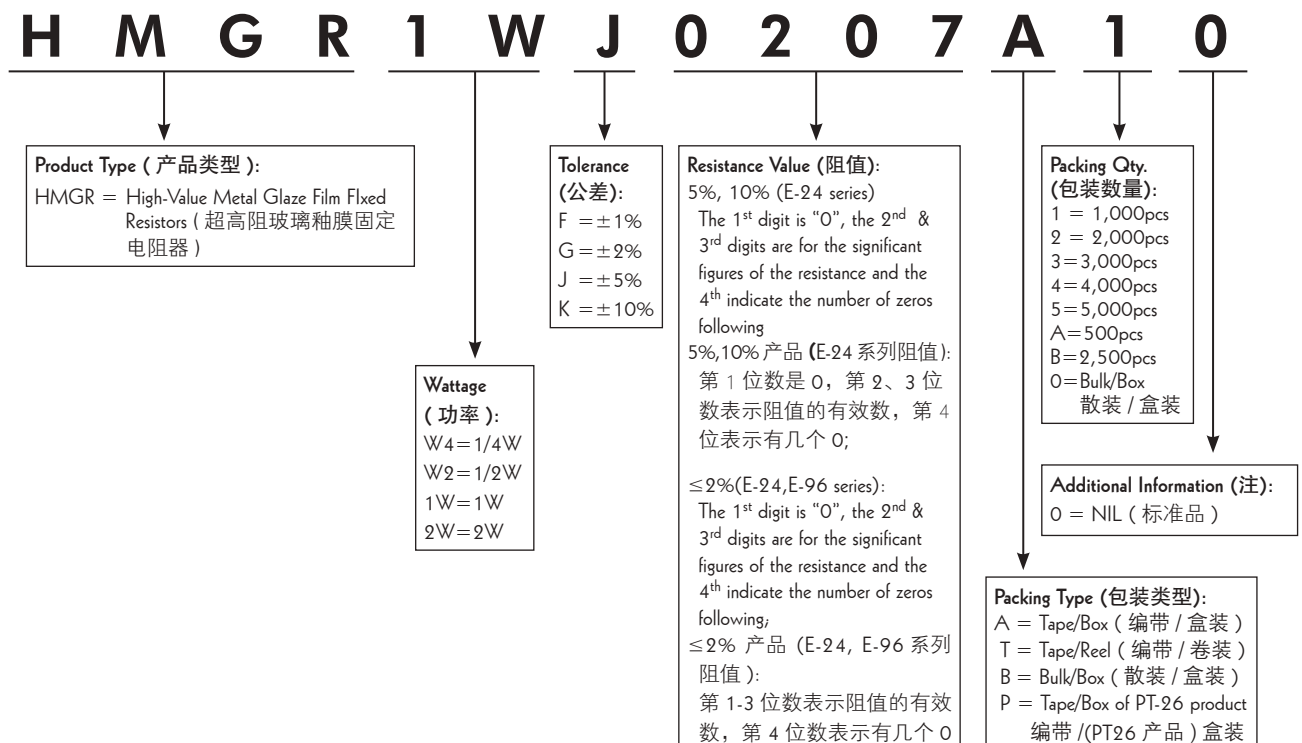 H M G R 1 W J 0 2 0 7 A 1 0
Product Type ( 产品类型 ):
HMGR = High-Value Metal Glaze Film FIxed
Resistors ( 超高阻玻璃釉膜固定
电阻器 )
Wattage
( 功率 ):
W4=1/4W
W2=1/2W
1W=1W
2W=2W
Tolerance
(公差):
F =±1%
G=±2%
J =±5%
K =±10%
Resistance Value (阻值):
5%, 10% (E-24 series)
The 1st digit is “0”, the 2nd &
3rd digits are for the significant
figures of the resistance and the
4th indicate the number of zeros
following
5%,10% 产品 (E-24 系列阻值):
第 1 位数是 0，第 2、3 位
数表示阻值的有效数，第 4
位表示有几个 0;
≤2%(E-24,E-96 series):
The 1st digit is “0”, the 2nd &
3rd digits are for the significant
figures of the resistance and the
4th indicate the number of zeros
following;
≤2% 产品 (E-24, E-96 系列
阻值 ):
第 1-3 位数表示阻值的有效
数，第 4 位数表示有几个 0
Packing Qty.
(包装数量):
1 = 1,000pcs
2 = 2,000pcs
3=3,000pcs
4=4,000pcs
5=5,000pcs
A=500pcs
B=2,500pcs
0=Bulk/Box
散装 / 盒装
Additional Information (注):
0 = NIL ( 标准品 )
Packing Type (包装类型):
A = Tape/Box ( 编带 / 盒装 )
T = Tape/Reel ( 编带 / 卷装 )
B = Bulk/Box ( 散装 / 盒装 )
P = Tape/Box of PT-26 product
编带 /(PT26 产品 ) 盒装